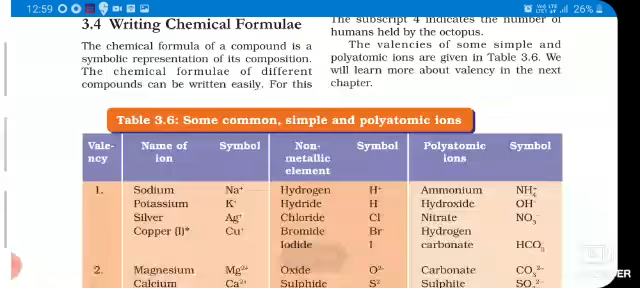 12:59
26%
3.4 Writing Chemical Formulae
The chemical formula of a compound is a
symbolic representation of its composition.
The chemical formulae of different
compounds can be written easily. For this
The subscript 4 indicates the number of
humans held by the octopus.
The valencies of some simple and
polyatomic ions are given in Table 3.6. We
will learn more about valency in the next
chapter.
Table 3.6: Some common, simple and polyatomic ions
Vale- Name of Symbol Non- Symbol Polyatomic Symbol
ncy ion metallic ions
element
1. Sodium Na⁺ Hydrogen H⁺ Ammonium NH₄⁺
Potassium K⁺ Hydride H⁻ Hydroxide OH⁻
Silver Ag⁺ Chloride Cl⁻ Nitrate NO₃⁻
Copper (I)* Cu⁺ Bromide Br⁻ Hydrogen
Iodide I⁻ carbonate HCO₃⁻
2. Magnesium Mg²⁺ Oxide O²⁻ Carbonate CO₃²⁻
Calcium Ca²⁺ Sulphide S²⁻ Sulphite SO₃²⁻